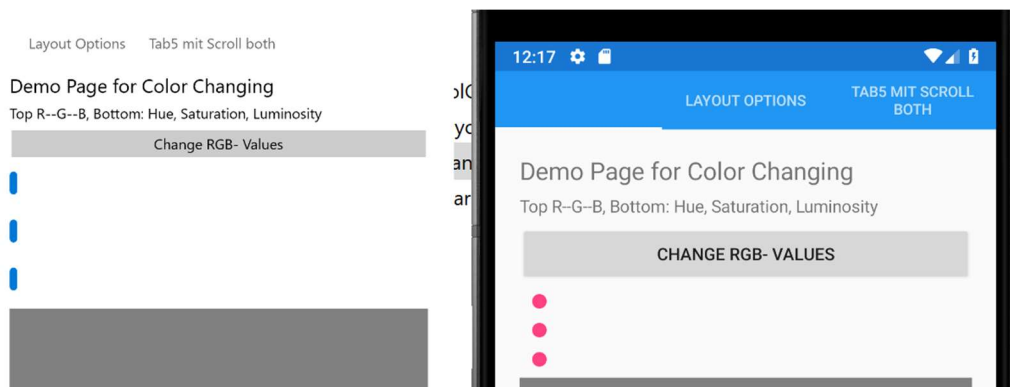 Layout Options Tab5 mit Scroll both
Demo Page for Color Changing
Top R--G--B, Bottom: Hue, Saturation, Luminosity
Change RGB- Values
12:17
LAYOUT OPTIONS
TAB5 MIT SCROLL
BOTH
Demo Page for Color Changing
Top R--G--B, Bottom: Hue, Saturation, Luminosity
CHANGE RGB- VALUES